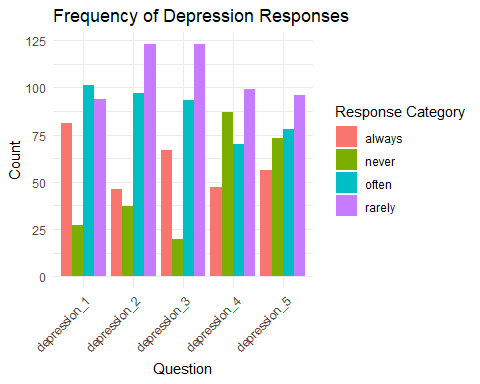 Frequency of Depression Responses
125
100
75
50
25
0
Count
depression_1
depression_2
depression_3
depression_4
depression_5
Question
Response Category
always
never
often
rarely